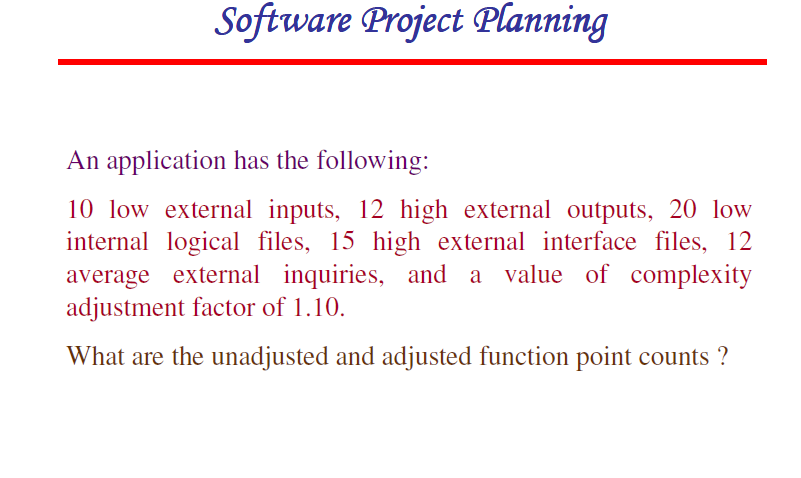 Software Project Planning
An application has the following:
10 low external inputs, 12 high external outputs, 20 low
internal logical files, 15 high external interface files, 12
average external inquiries, and a value of complexity
adjustment factor of 1.10.
What are the unadjusted and adjusted function point counts ?